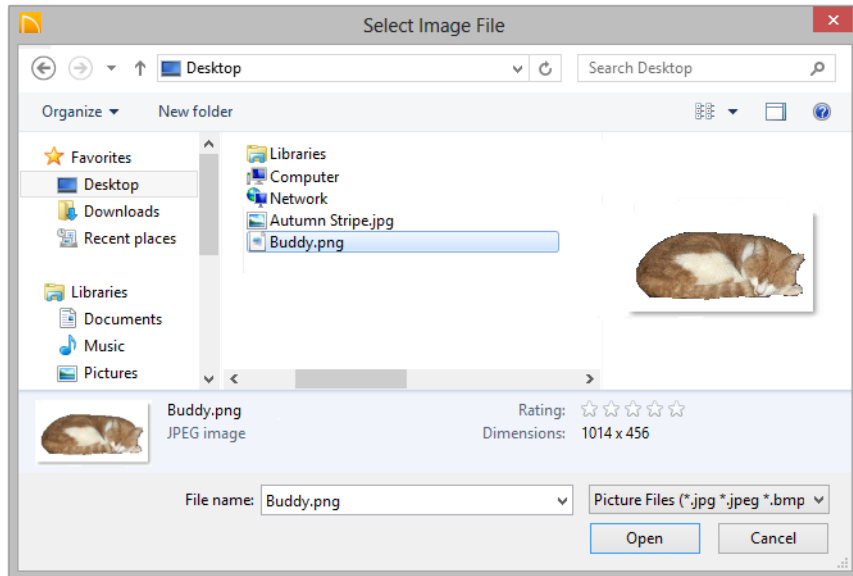 Select Image File
Desktop
Search Desktop
Organize
New folder
Favorites
Desktop
Downloads
Recent places
Libraries
Documents
Music
Pictures
Libraries
Computer
Network
Autumn Stripe.jpg
Buddy.png
Buddy.png
JPEG image
Rating:
Dimensions: 1014 x 456
File name: Buddy.png
Picture Files (*.jpg *.jpeg *.bmp
Open
Cancel